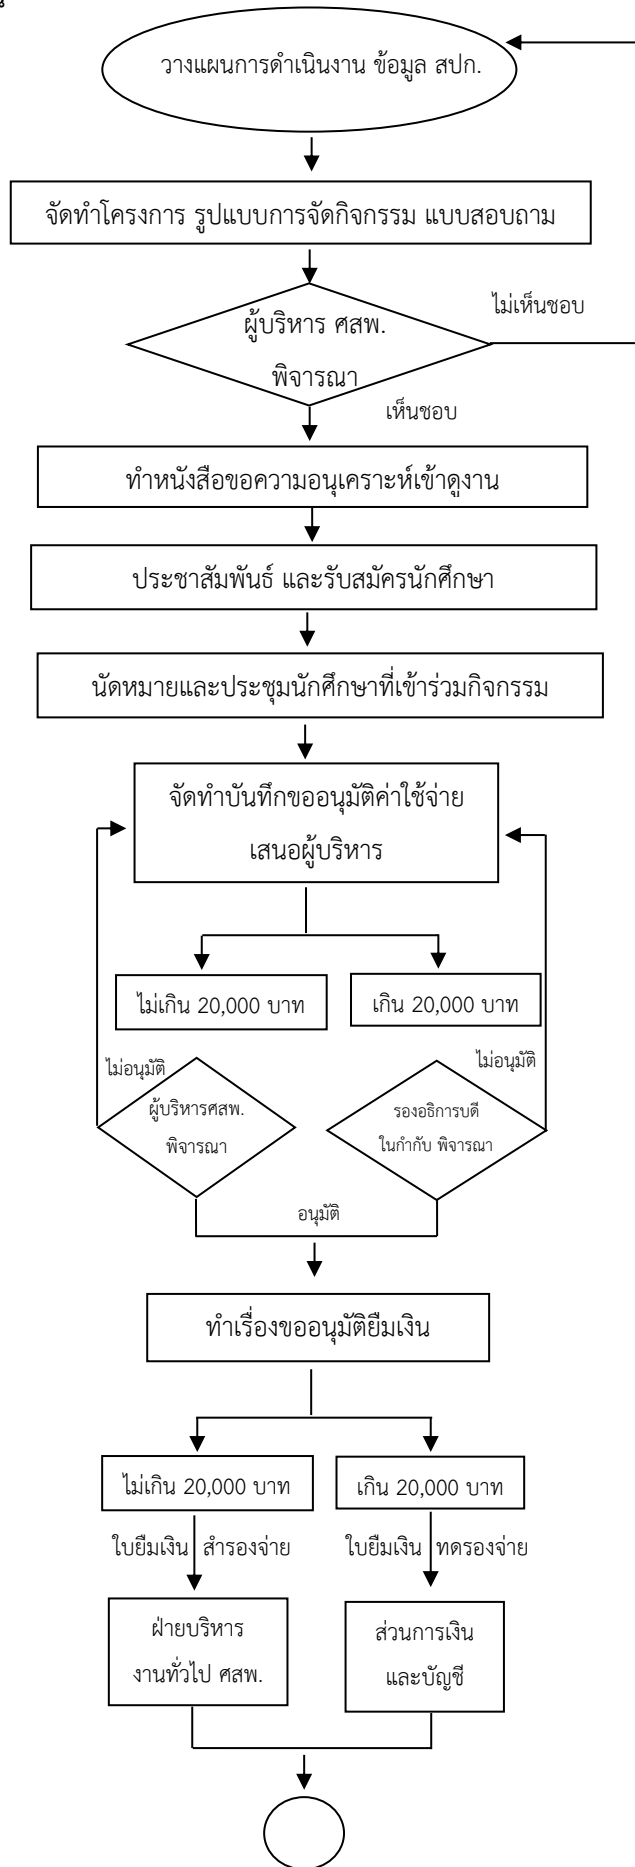 วางแผนการดำเนินงาน ข้อมูล สปก.
จัดทำโครงการ รูปแบบการจัดกิจกรรม แบบสอบถาม
ไม่เห็นชอบ
ผู้บริหาร ศสพ.
พิจารณา
เห็นชอบ
ทำหนังสือขอความอนุเคราะห์เข้าดูงาน
ประชาสัมพันธ์ และรับสมัครนักศึกษา
นัดหมายและประชุมนักศึกษาที่เข้าร่วมกิจกรรม
จัดทำบันทึกขออนุมัติค่าใช้จ่าย
เสนอผู้บริหาร
ไม่เกิน 20,000 บาท
เกิน 20,000 บาท
ไม่อนุมัติ
ผู้บริหารศสพ.
พิจารณา
ไม่อนุมัติ
รองอธิการบดี
ในกำกับ พิจารณา
อนุมัติ
ทำเรื่องขออนุมัติยืมเงิน
ไม่เกิน 20,000 บาท
เกิน 20,000 บาท
ใบยืมเงิน สำรองจ่าย
ใบยืมเงิน ทดรองจ่าย
ฝ่ายบริหาร
งานทั่วไป ศสพ.
ส่วนการเงิน
และบัญชี